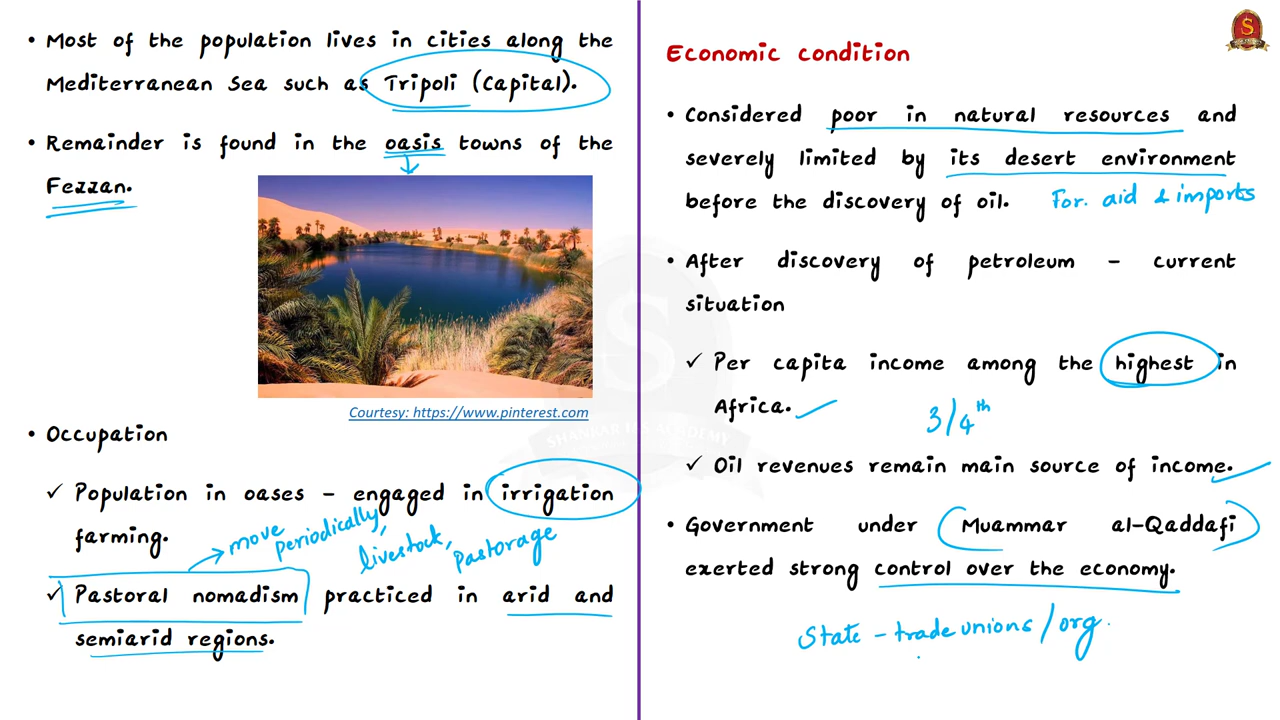 • Most of the population lives in cities along the
Mediterranean Sea such as Tripoli (Capital).
• Remainder is found in the oasis towns of the
Fezzan.
Courtesy: https://www.pinterest.com
• Occupation
✓ Population in oases - engaged in irrigation
farming.
move periodically,
livestock,
pastorage
✓ Pastoral nomadism practiced in arid and
semiarid regions.
Economic condition
• Considered poor in natural resources and
severely limited by its desert environment
before the discovery of oil.
For. aid & imports
• After discovery of petroleum - current
situation
✓ Per capita income among the highest in
Africa.
3/4th
✓ Oil revenues remain main source of income.
• Government under Muammar al-Qaddafi
exerted strong control over the economy.
State - trade unions/org.
SHANKAR IAS ACADEMY